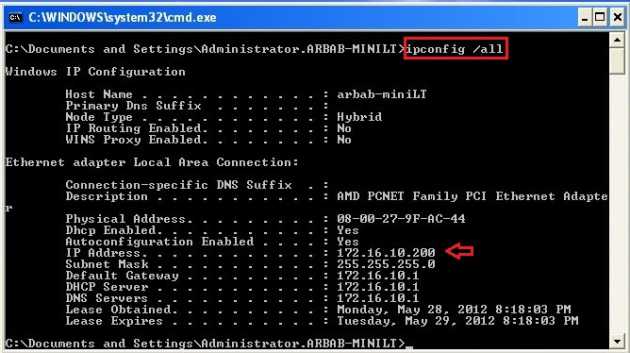 C:\WINDOWS\system32\cmd.exe
C:\Documents and Settings\Administrator.ARBAB-MINILT>ipconfig /all
Windows IP Configuration
Host Name . . . . . . . . . . . . : arbab-miniLT
Primary Dns Suffix  . . . . . . . :
Node Type . . . . . . . . . . . . : Hybrid
IP Routing Enabled. . . . . . . . : No
WINS Proxy Enabled. . . . . . . . : No
Ethernet adapter Local Area Connection:
Connection-specific DNS Suffix  . :
Description . . . . . . . . . . . : AMD PCNET Family PCI Ethernet Adapte
r
Physical Address. . . . . . . . . : 08-00-27-9F-AC-44
Dhcp Enabled. . . . . . . . . . . : Yes
Autoconfiguration Enabled . . . . : Yes
IP Address. . . . . . . . . . . . : 172.16.10.200
Subnet Mask . . . . . . . . . . . : 255.255.255.0
Default Gateway . . . . . . . . . : 172.16.10.1
DHCP Server . . . . . . . . . . . : 172.16.10.1
DNS Servers . . . . . . . . . . . : 172.16.10.1
Lease Obtained. . . . . . . . . . : Monday, May 28, 2012 8:18:03 PM
Lease Expires . . . . . . . . . . : Tuesday, May 29, 2012 8:18:03 PM
C:\Documents and Settings\Administrator.ARBAB-MINILT>_